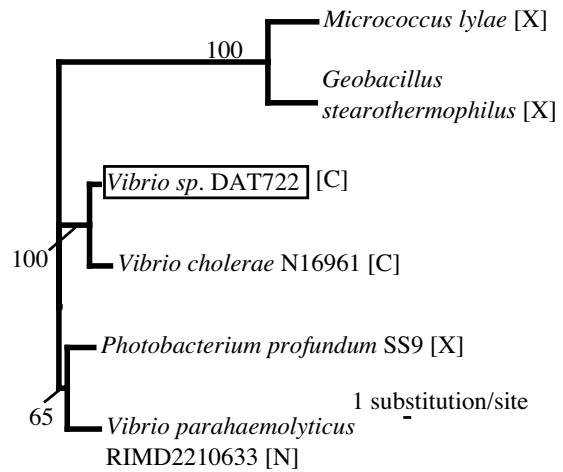 Micrococcus lylae [X]
100
Geobacillus
stearothermophilus [X]
Vibrio sp. DAT722 [C]
100
Vibrio cholerae N16961 [C]
Photobacterium profundum SS9 [X]
65
1 substitution/site
Vibrio parahaemolyticus
RIMD2210633 [N]